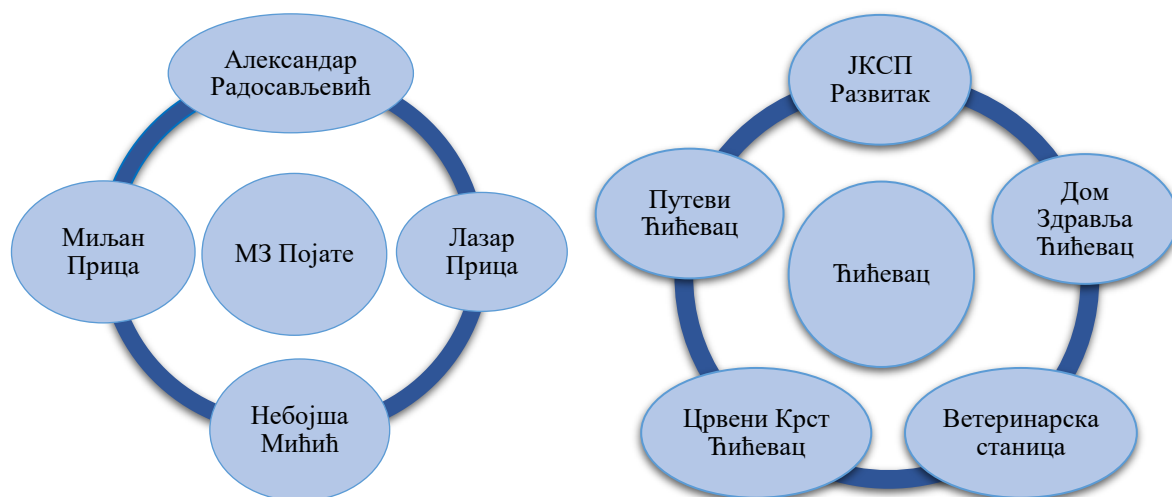 Александар
Радосављевић
Миљан
Прица
МЗ Појате
Лазар
Прица
Небојша
Мићић
ЈКСП
Развитак
Путеви
Ћићевац
Дом
Здравља
Ћићевац
Ћићевац
Црвени Крст
Ћићевац
Ветеринарска
станица